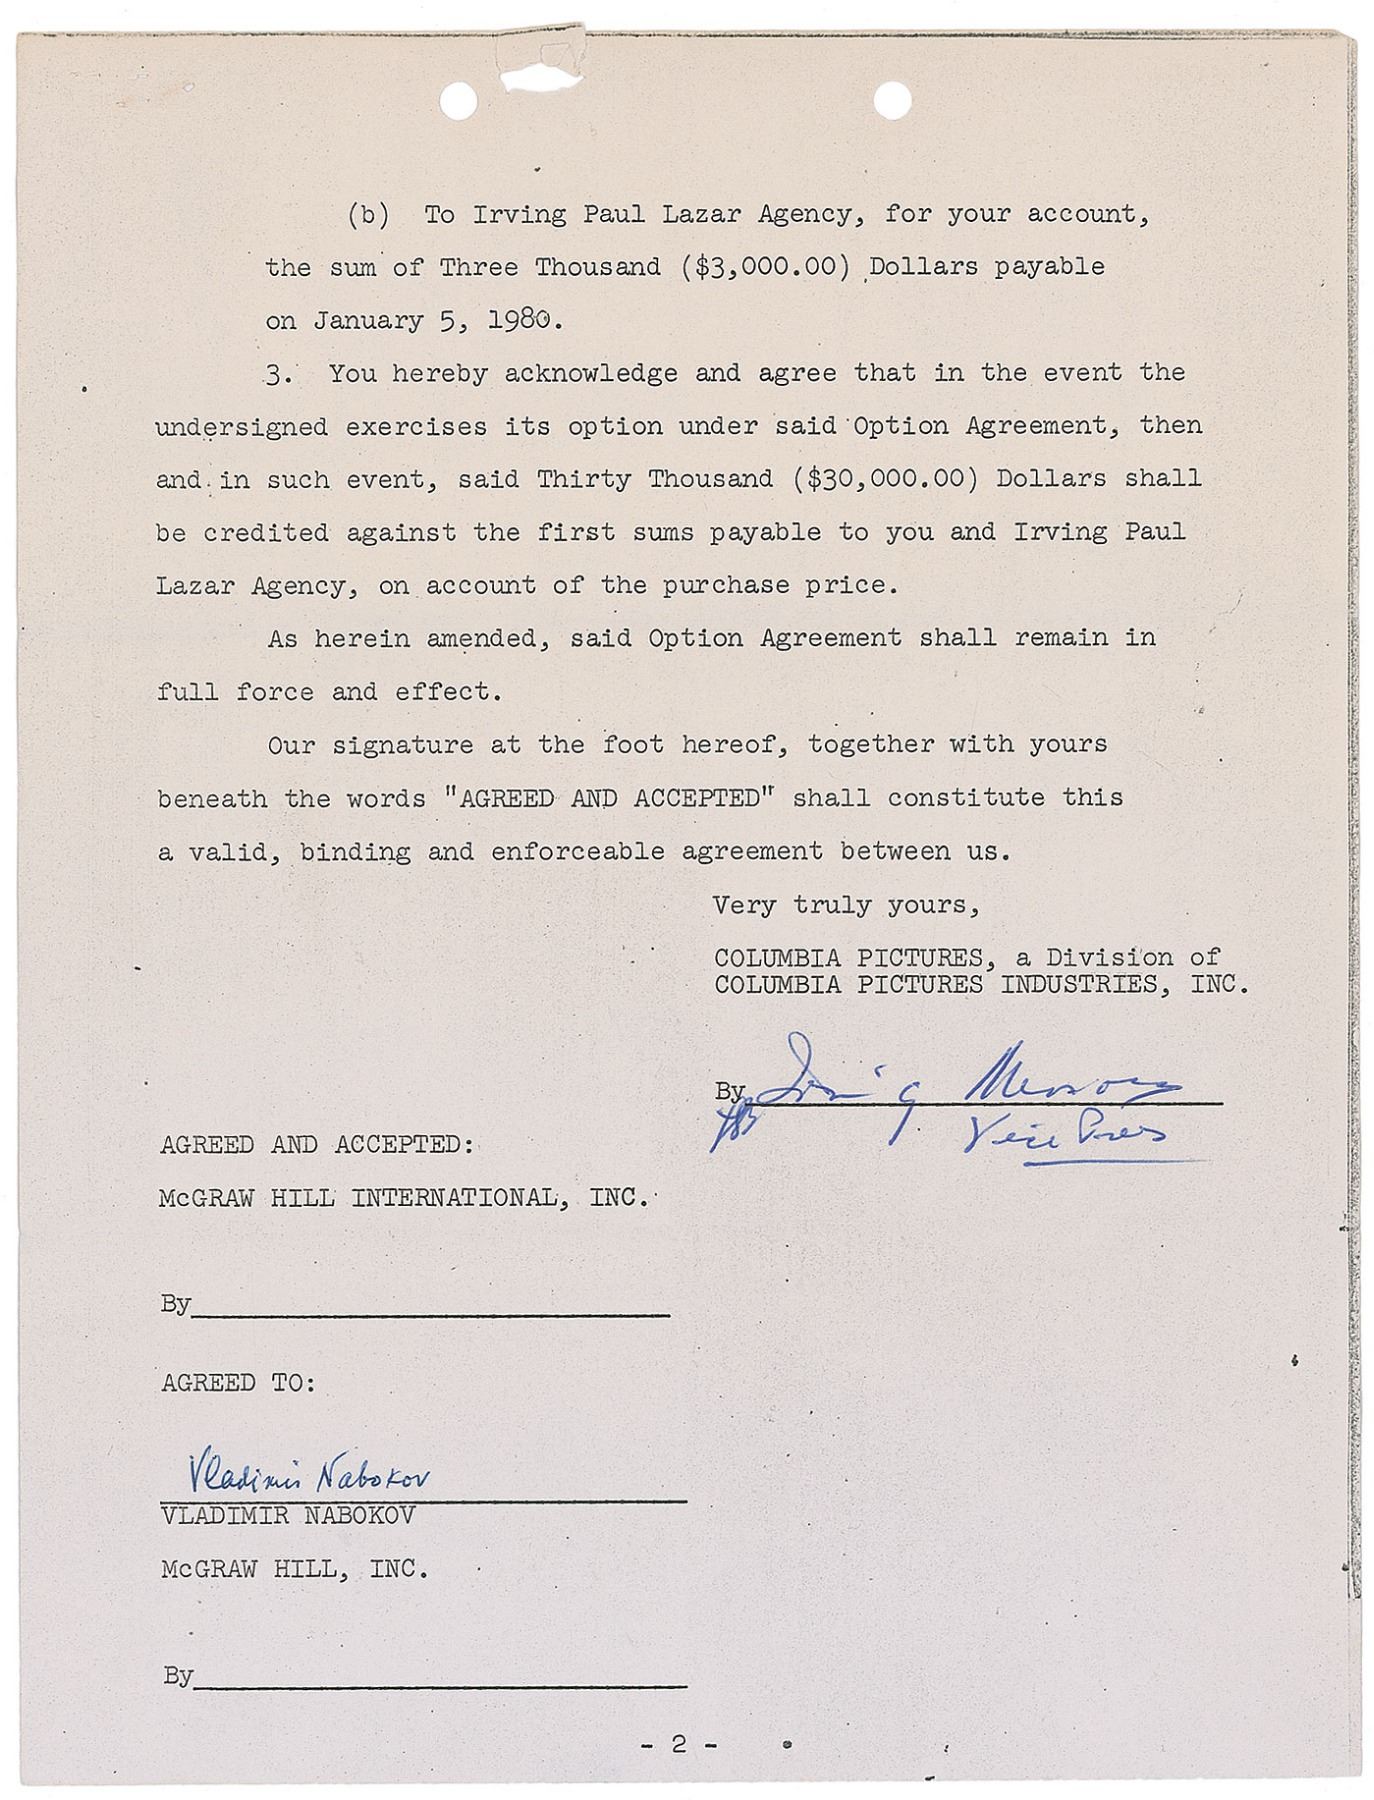 (b) To Irving Paul Lazar Agency, for your account,
the sum of Three Thousand ($3,000.00) Dollars payable
on January 5, 1980.
3. You hereby acknowledge and agree that in the event the
undersigned exercises its option under said Option Agreement, then
and in such event, said Thirty Thousand ($30,000.00) Dollars shall
be credited against the first sums payable to you and Irving Paul
Lazar Agency, on account of the purchase price.
As herein amended, said Option Agreement shall remain in
full force and effect.
Our signature at the foot hereof, together with yours
beneath the words "AGREED AND ACCEPTED" shall constitute this
a valid, binding and enforceable agreement between us.
Very truly yours,
COLUMBIA PICTURES, a Division of
COLUMBIA PICTURES INDUSTRIES, INC.
By Irving
Vice Pres
AGREED AND ACCEPTED:
McGRAW HILL INTERNATIONAL, INC.
By
AGREED TO:
Vladimir Nabokov
VLADIMIR NABOKOV
McGRAW HILL, INC.
By
- 2 -